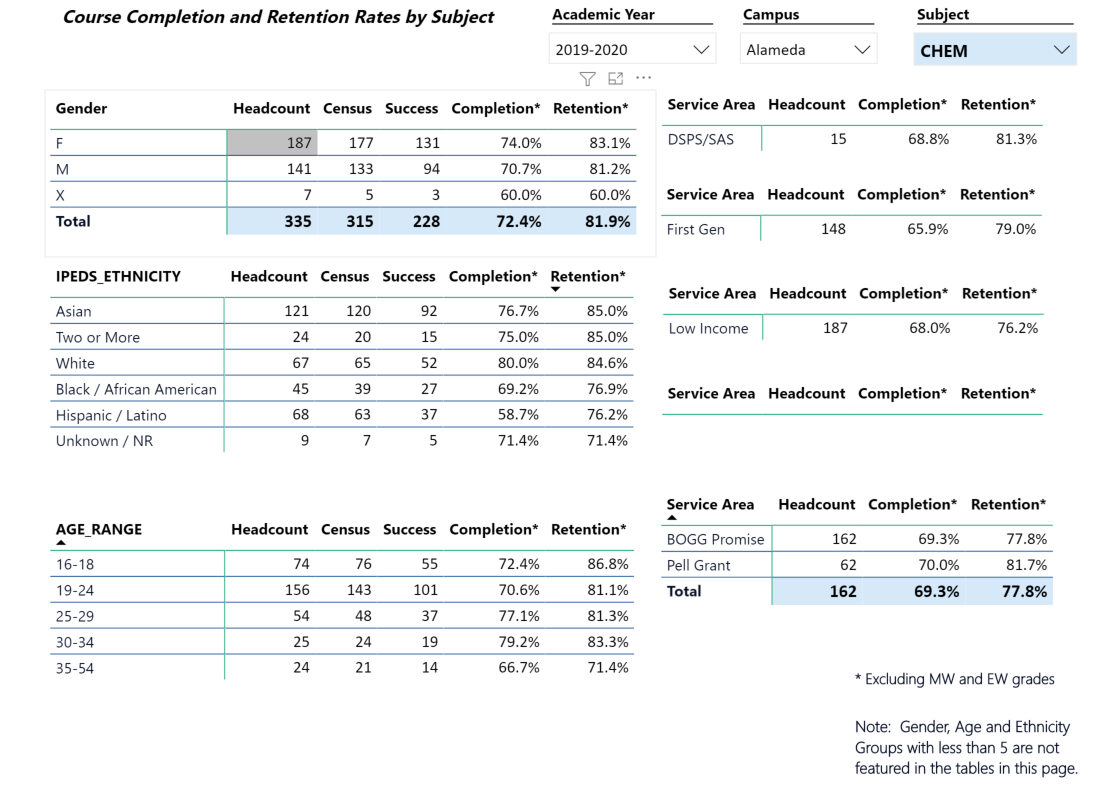 Course Completion and Retention Rates by Subject
Academic Year
2019-2020
Campus
Alameda
Subject
CHEM
Gender Headcount Census Success Completion* Retention*
F 187 177 131 74.0% 83.1%
M 141 133 94 70.7% 81.2%
X 7 5 3 60.0% 60.0%
Total 335 315 228 72.4% 81.9%
IPEDS_ETHNICITY Headcount Census Success Completion* Retention*
Asian 121 120 92 76.7% 85.0%
Two or More 24 20 15 75.0% 85.0%
White 67 65 52 80.0% 84.6%
Black / African American 45 39 27 69.2% 76.9%
Hispanic / Latino 68 63 37 58.7% 76.2%
Unknown / NR 9 7 5 71.4% 71.4%
AGE_RANGE Headcount Census Success Completion* Retention*
16-18 74 76 55 72.4% 86.8%
19-24 156 143 101 70.6% 81.1%
25-29 54 48 37 77.1% 81.3%
30-34 25 24 19 79.2% 83.3%
35-54 24 21 14 66.7% 71.4%
Service Area Headcount Completion* Retention*
DSPS/SAS 15 68.8% 81.3%
Service Area Headcount Completion* Retention*
First Gen 148 65.9% 79.0%
Service Area Headcount Completion* Retention*
Low Income 187 68.0% 76.2%
Service Area Headcount Completion* Retention*
Service Area Headcount Completion* Retention*
BOGG Promise 162 69.3% 77.8%
Pell Grant 62 70.0% 81.7%
Total 162 69.3% 77.8%
* Excluding MW and EW grades
Note: Gender, Age and Ethnicity
Groups with less than 5 are not
featured in the tables in this page.